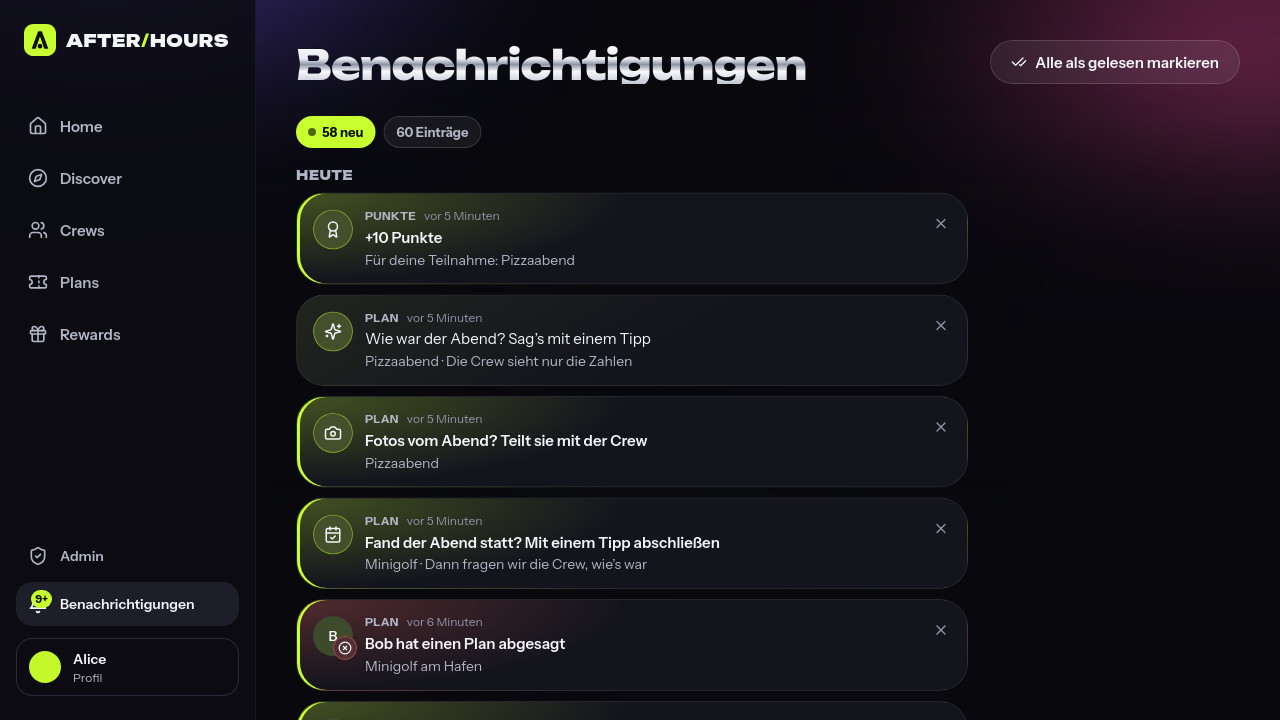 AFTER/HOURS
Home
Discover
Crews
Plans
Rewards
Admin
9+
Benachrichtigungen
Alice
Profil
Benachrichtigungen
Alle als gelesen markieren
58 neu
60 Einträge
HEUTE
PUNKTE vor 5 Minuten
+10 Punkte
Für deine Teilnahme: Pizzaabend
PLAN vor 5 Minuten
Wie war der Abend? Sag's mit einem Tipp
Pizzaabend · Die Crew sieht nur die Zahlen
PLAN vor 5 Minuten
Fotos vom Abend? Teilt sie mit der Crew
Pizzaabend
PLAN vor 5 Minuten
Fand der Abend statt? Mit einem Tipp abschließen
Minigolf · Dann fragen wir die Crew, wie's war
B
PLAN vor 6 Minuten
Bob hat einen Plan abgesagt
Minigolf am Hafen